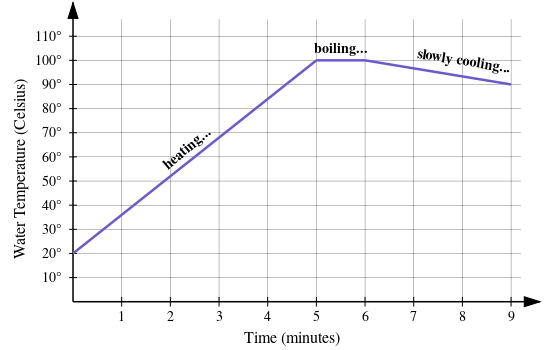 110°
100°
90°
80°
70°
60°
50°
40°
30°
20°
10°
Water Temperature (Celsius)
heating...
boiling...
slowly cooling...
1 2 3 4 5 6 7 8 9
Time (minutes)